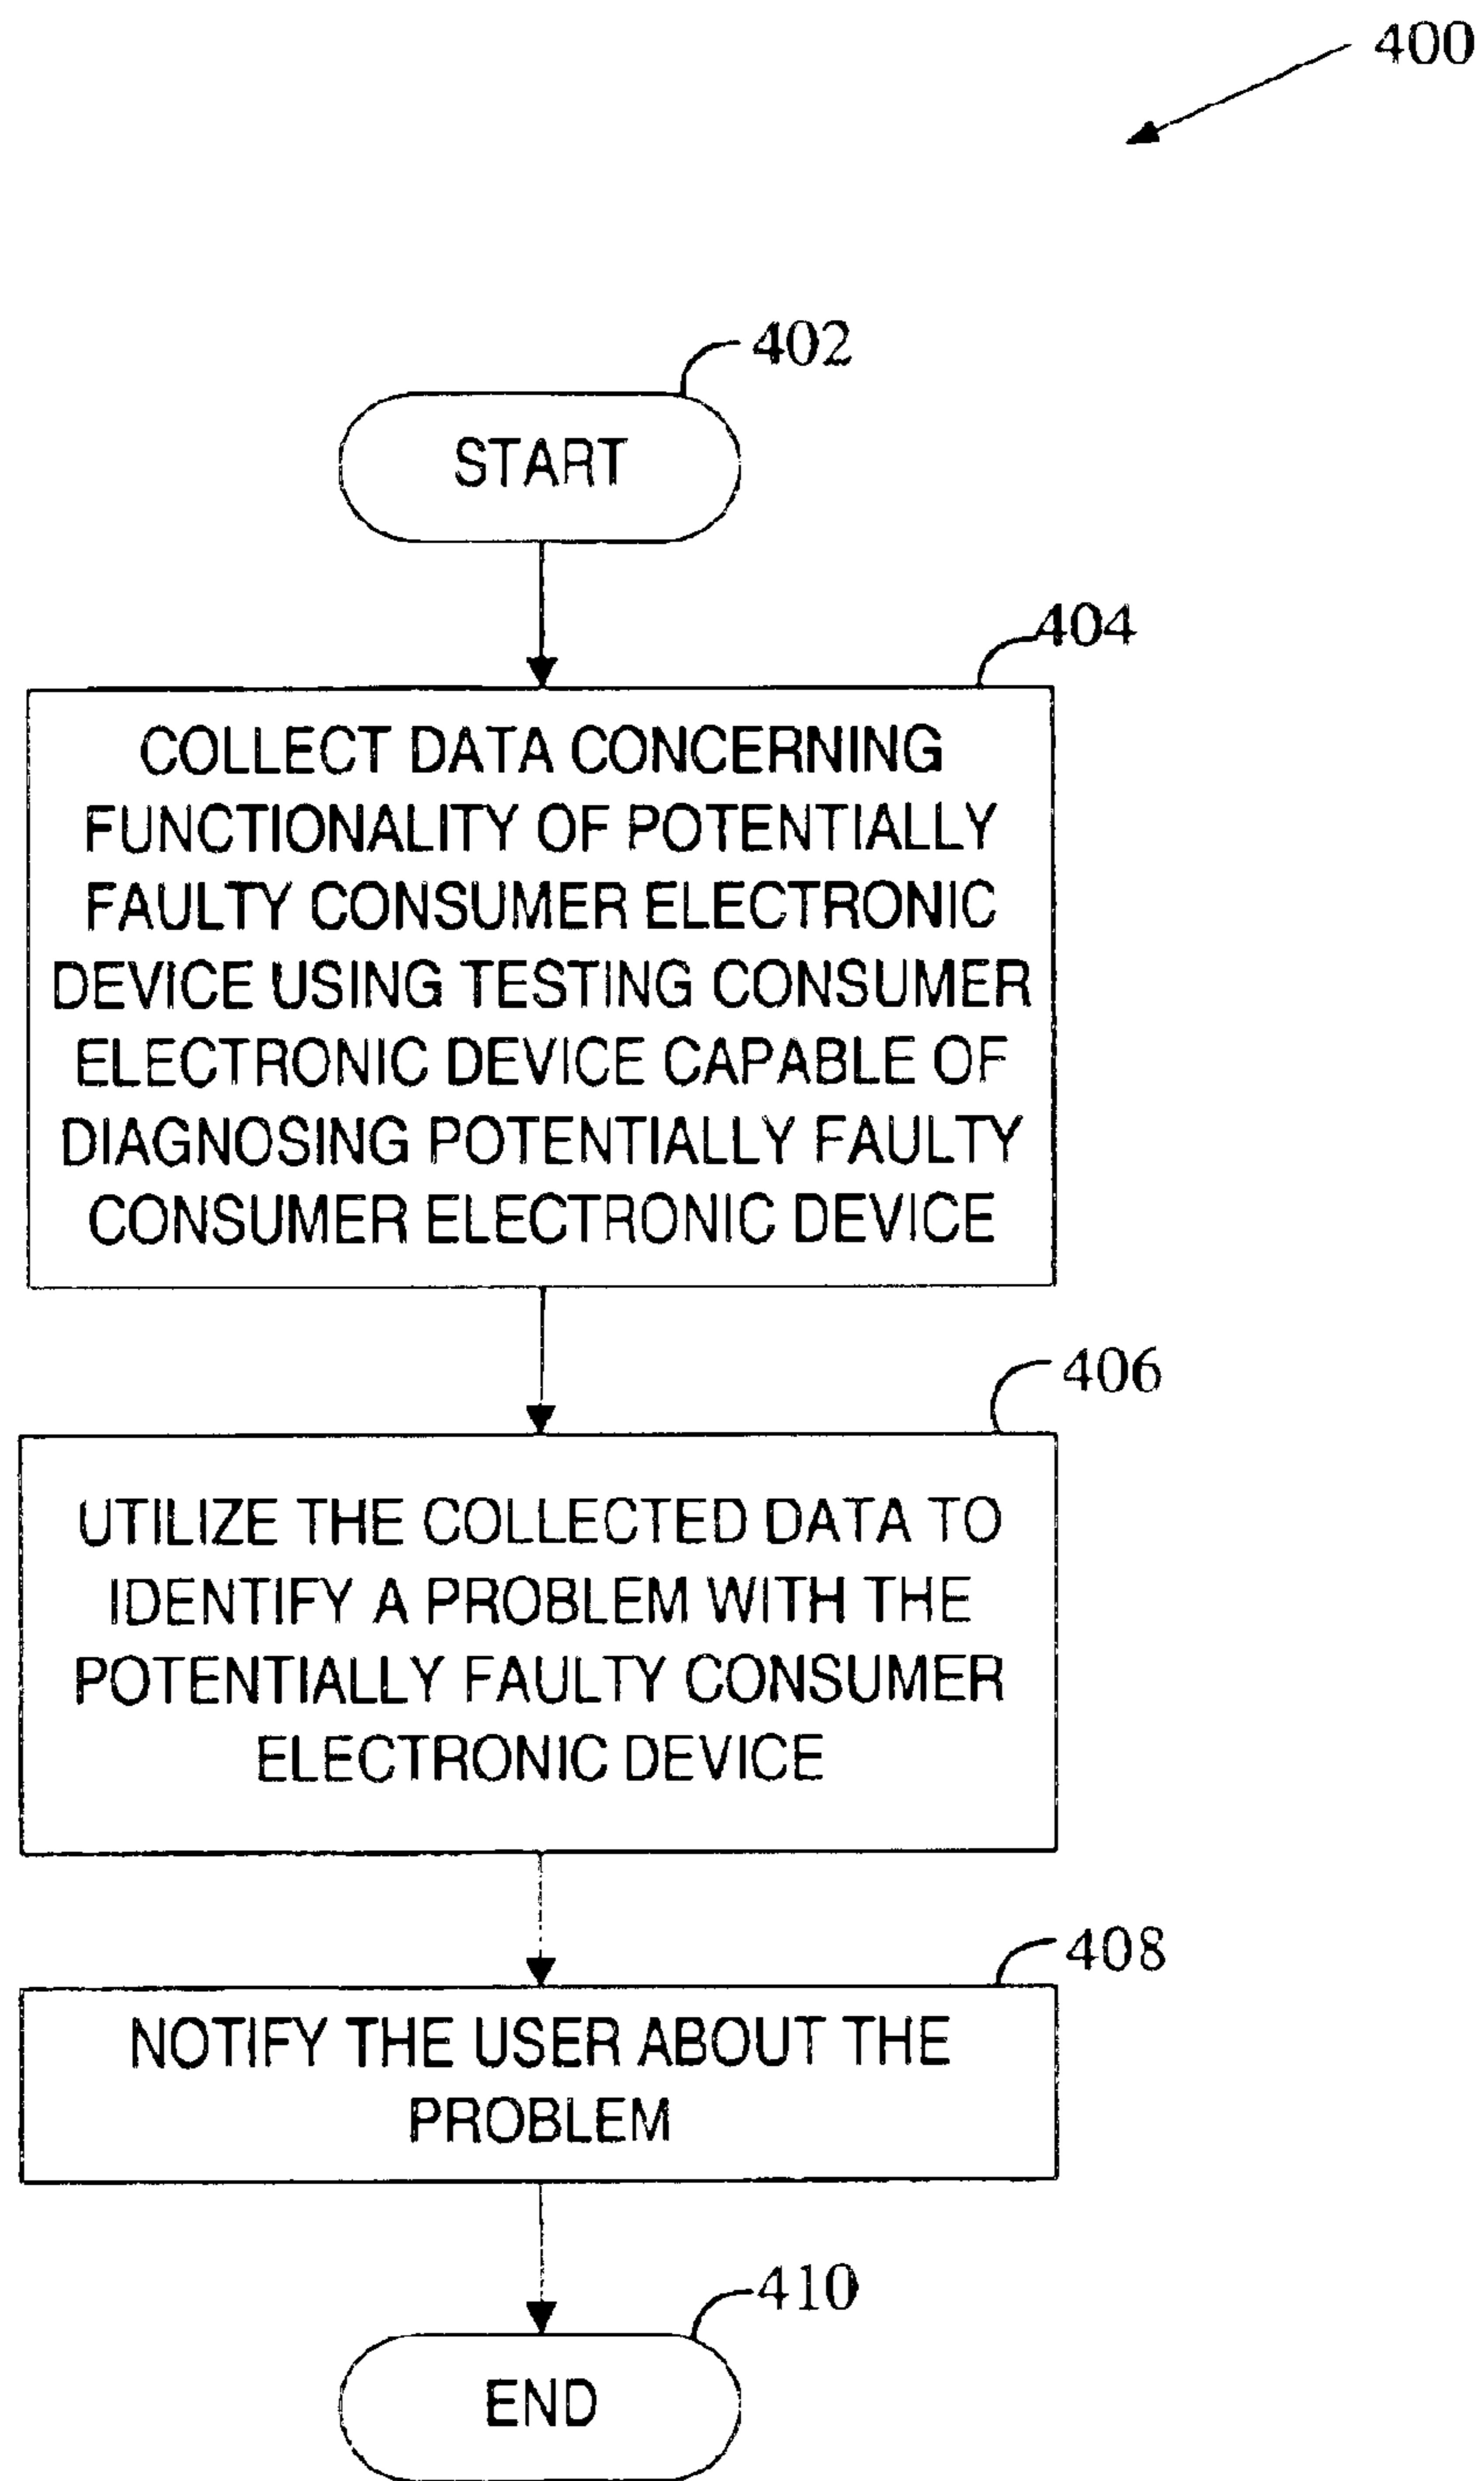 400
402
START
404
COLLECT DATA CONCERNING
FUNCTIONALITY OF POTENTIALLY
FAULTY CONSUMER ELECTRONIC
DEVICE USING TESTING CONSUMER
ELECTRONIC DEVICE CAPABLE OF
DIAGNOSING POTENTIALLY FAULTY
CONSUMER ELECTRONIC DEVICE
406
UTILIZE THE COLLECTED DATA TO
IDENTIFY A PROBLEM WITH THE
POTENTIALLY FAULTY CONSUMER
ELECTRONIC DEVICE
408
NOTIFY THE USER ABOUT THE
PROBLEM
410
END